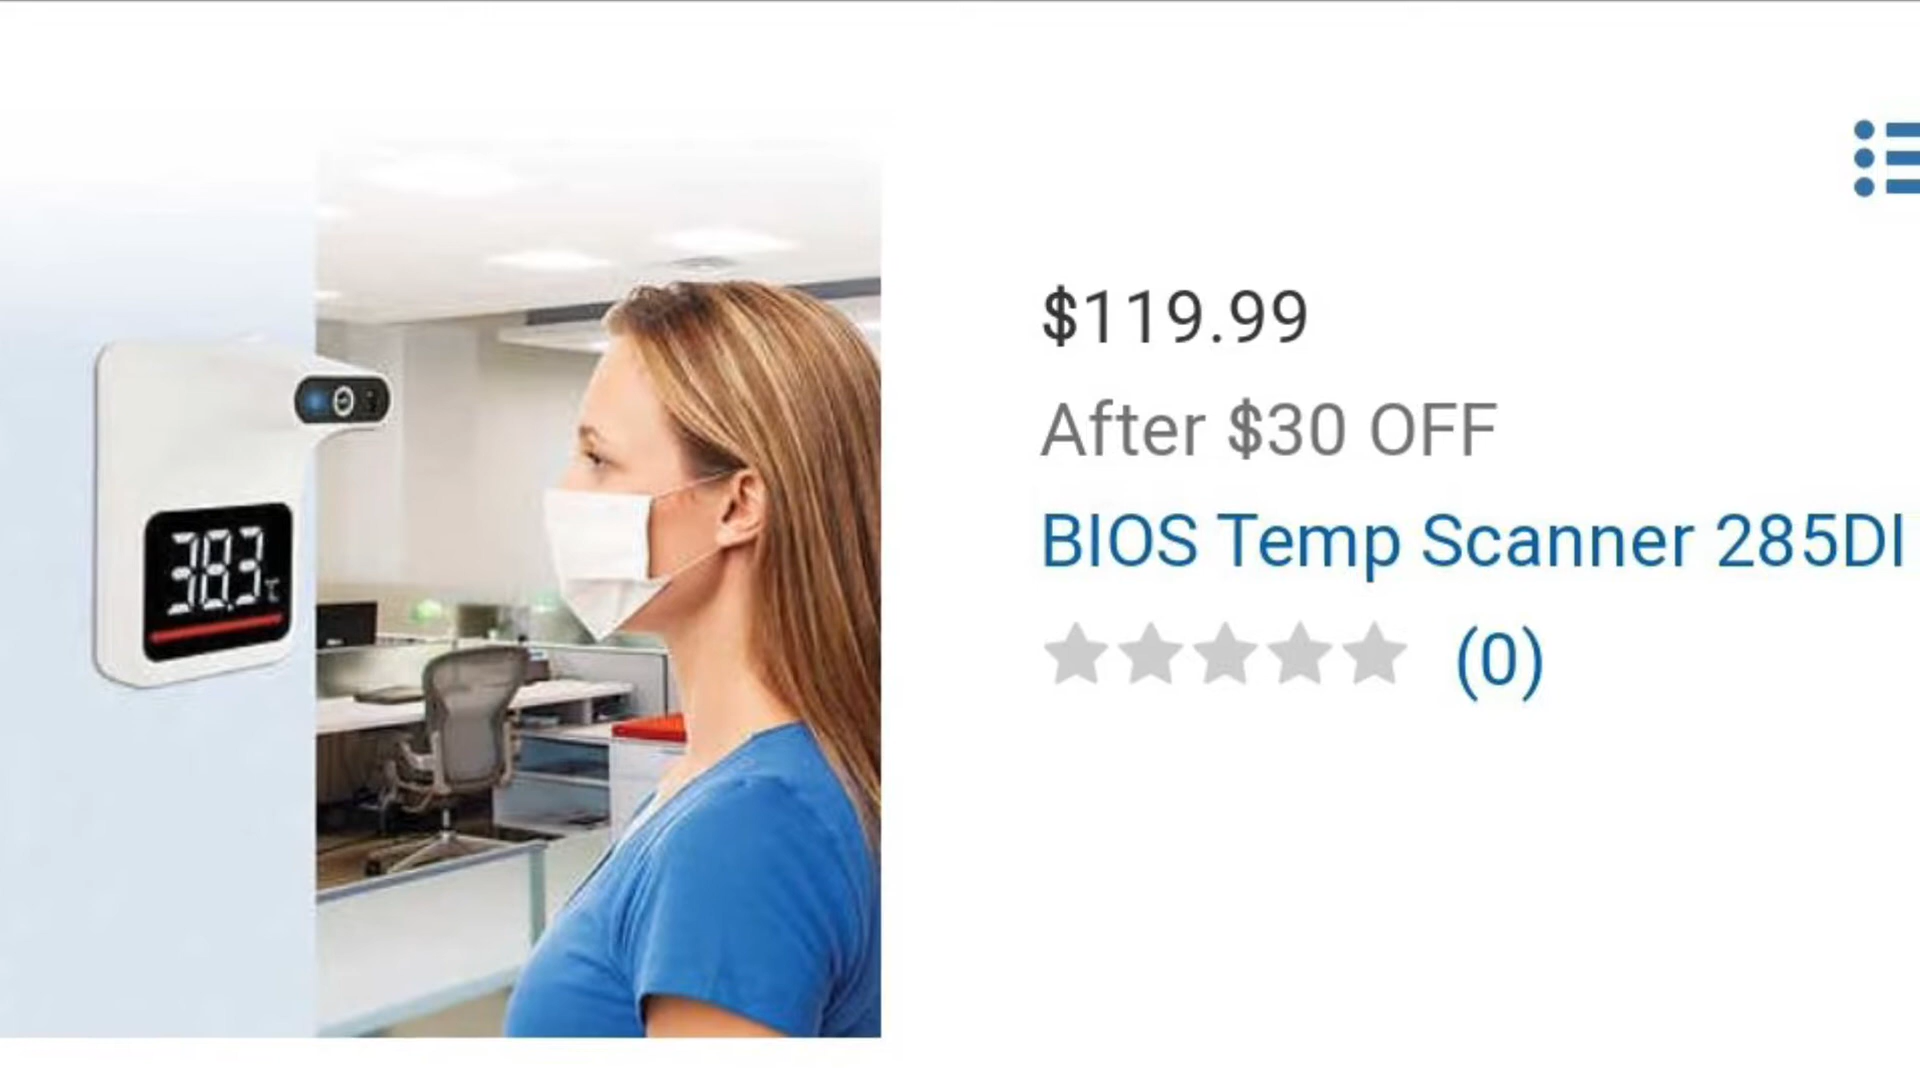 $119.99
After $30 OFF
BIOS Temp Scanner 285DI
(0)
38.3
°C